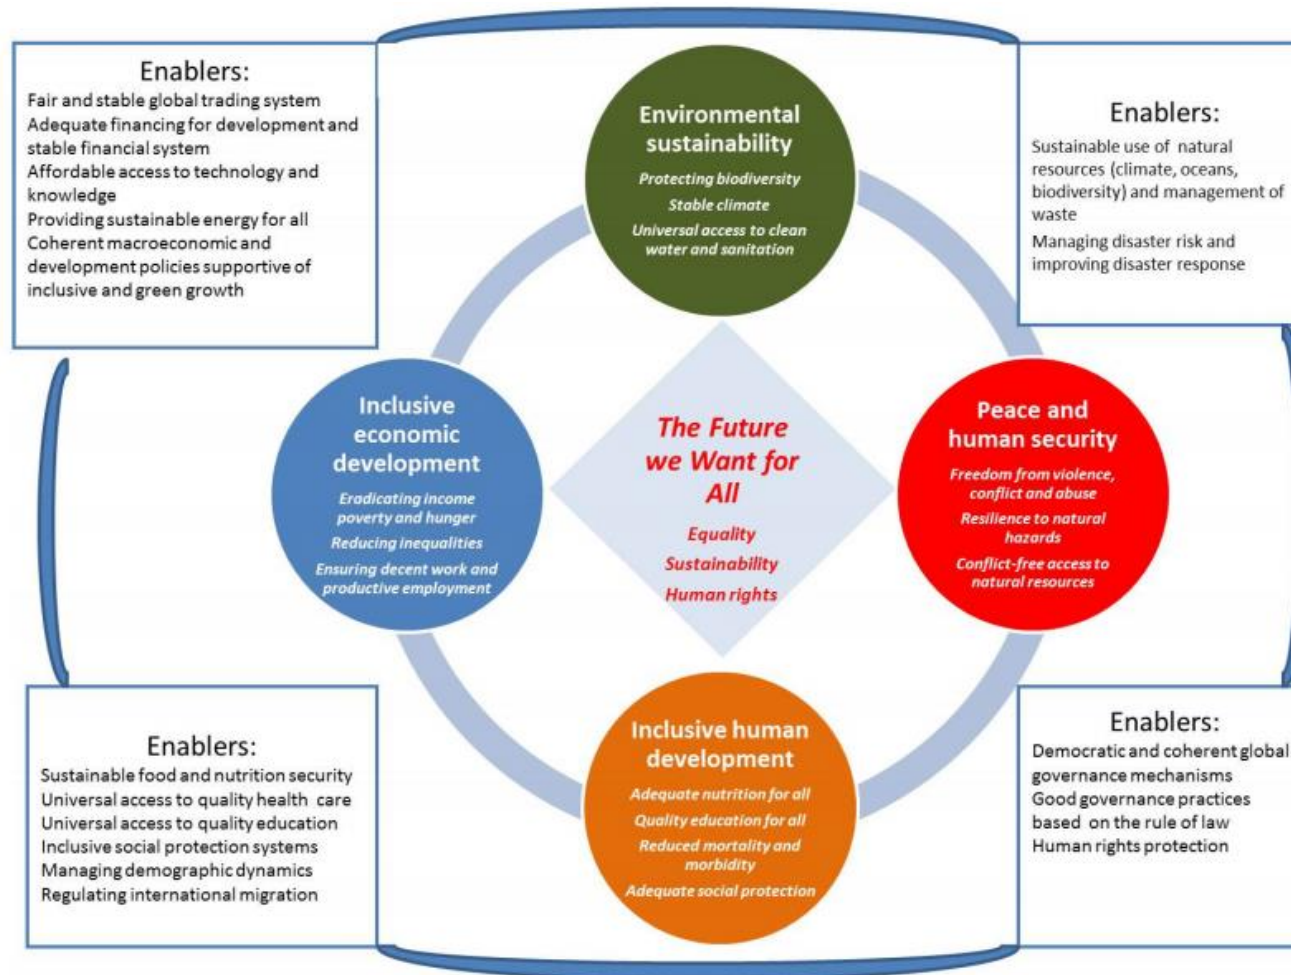 Enablers:
Fair and stable global trading system
Adequate financing for development and
stable financial system
Affordable access to technology and
knowledge
Providing sustainable energy for all
Coherent macroeconomic and
development policies supportive of
inclusive and green growth
Environmental
sustainability
Protecting biodiversity
Stable climate
Universal access to clean
water and sanitation
Enablers:
Sustainable use of natural
resources (climate, oceans,
biodiversity) and management of
waste
Managing disaster risk and
improving disaster response
Inclusive
economic
development
Eradicating income
poverty and hunger
Reducing inequalities
Ensuring decent work and
productive employment
The Future
we Want for
All
Equality
Sustainability
Human rights
Peace and
human security
Freedom from violence,
conflict and abuse
Resilience to natural
hazards
Conflict-free access to
natural resources
Enablers:
Sustainable food and nutrition security
Universal access to quality health care
Universal access to quality education
Inclusive social protection systems
Managing demographic dynamics
Regulating international migration
Inclusive human
development
Adequate nutrition for all
Quality education for all
Reduced mortality and
morbidity
Adequate social protection
Enablers:
Democratic and coherent global
governance mechanisms
Good governance practices
based on the rule of law
Human rights protection